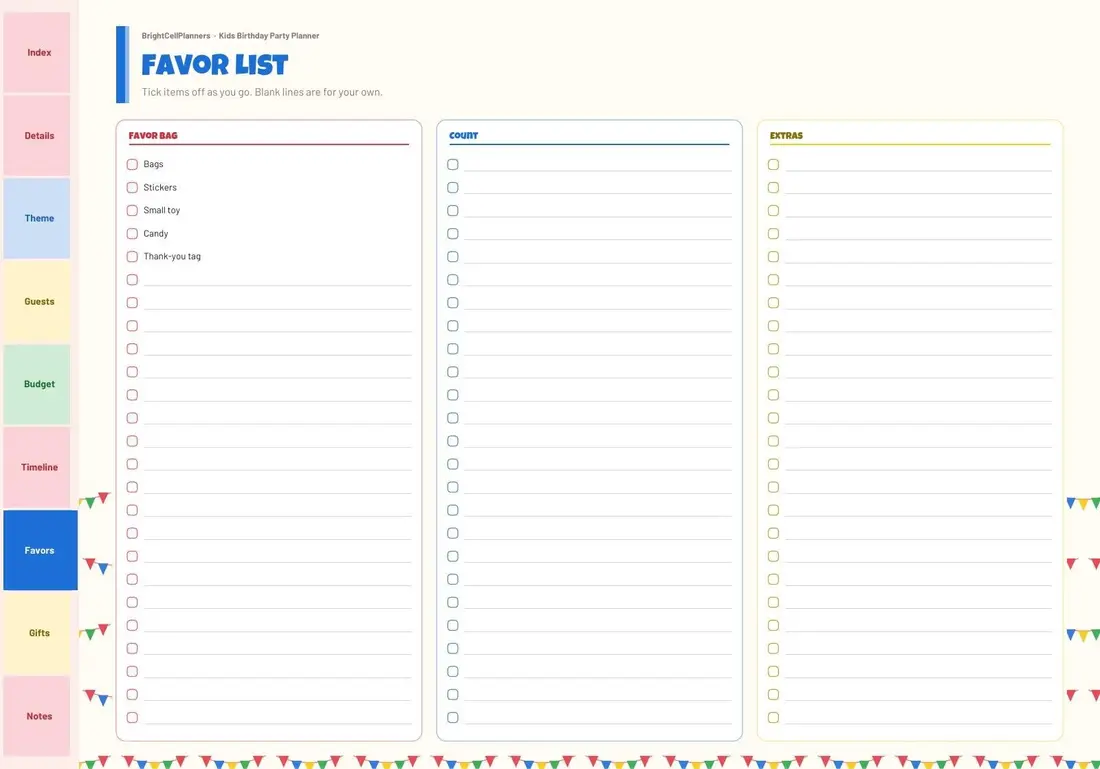 Index
Details
Theme
Guests
Budget
Timeline
Favors
Gifts
Notes
BrightCellPlanners - Kids Birthday Party Planner
FAVOR LIST
Tick items off as you go. Blank lines are for your own.
FAVOR BAG
Bags
Stickers
Small toy
Candy
Thank-you tag
COUNT
EXTRAS